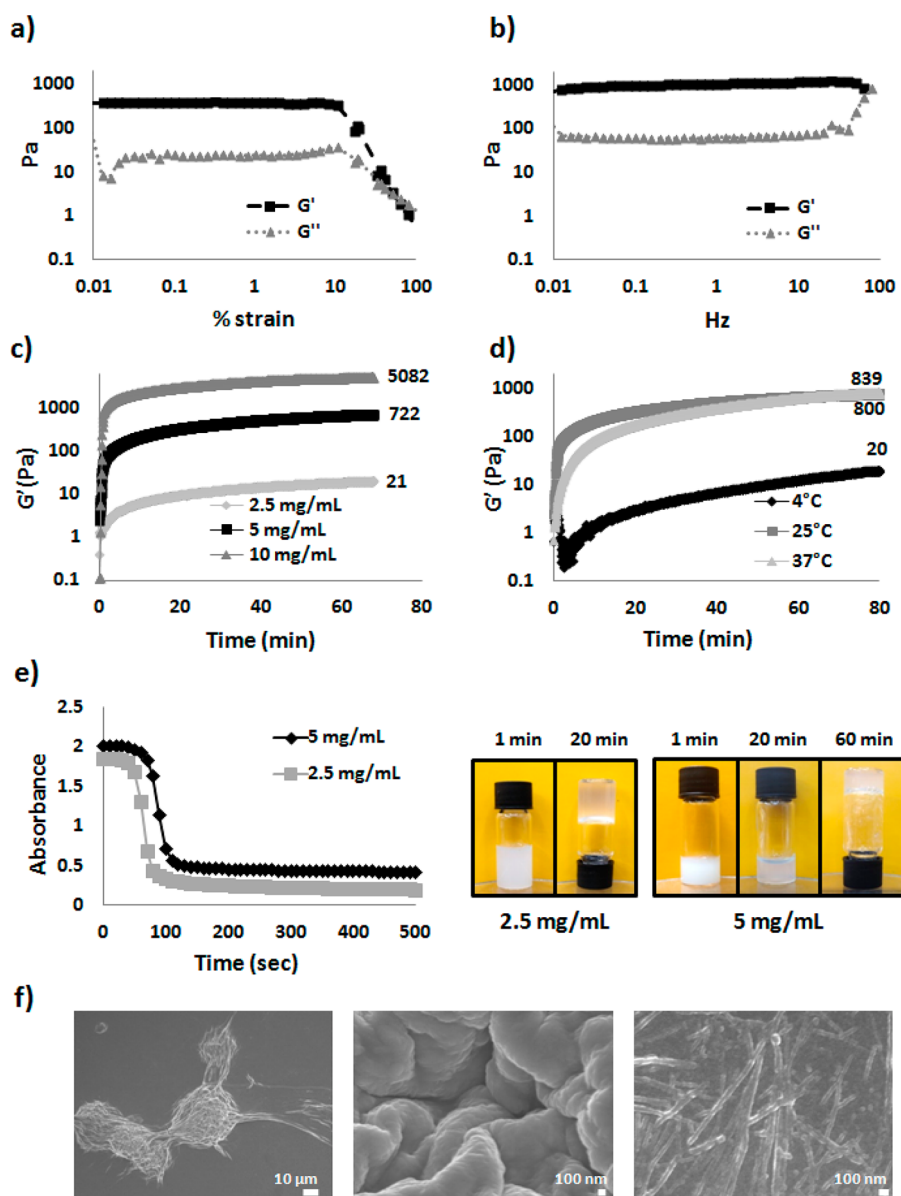 a)
1000
100
10
1
0.1
Pa
G'
G''
0.01
0.1
1
10
100
% strain
b)
1000
100
10
1
0.1
Pa
G'
G''
0.01
0.1
1
10
100
Hz
c)
1000
100
10
1
0.1
G' (Pa)
5082
722
21
2.5 mg/mL
5 mg/mL
10 mg/mL
0
20
40
60
80
Time (min)
d)
1000
100
10
1
0.1
G' (Pa)
839
800
20
4°C
25°C
37°C
0
20
40
60
80
Time (min)
e)
2.5
2
1.5
1
0.5
0
Absorbance
5 mg/mL
2.5 mg/mL
0
100
200
300
400
500
Time (sec)
1 min
20 min
2.5 mg/mL
1 min
20 min
60 min
5 mg/mL
f)
10 µm
100 nm
100 nm